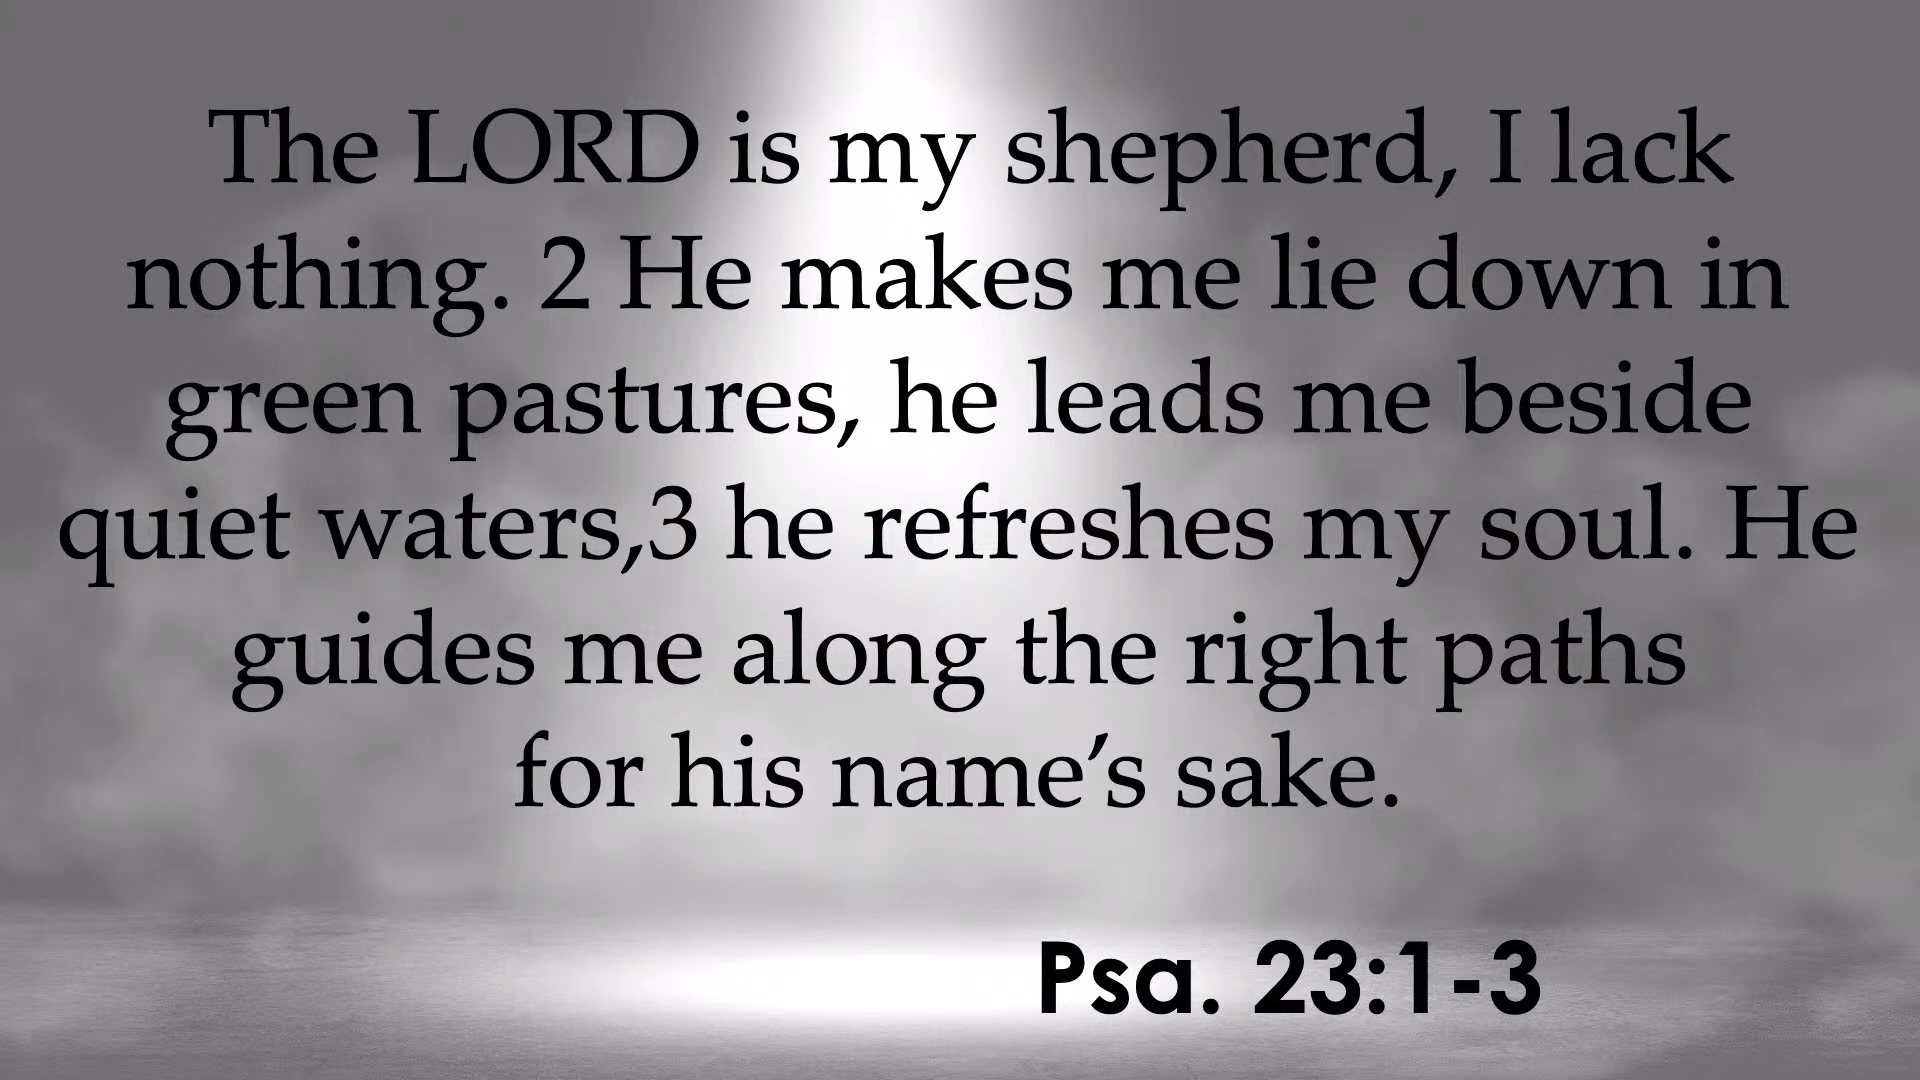 The LORD is my shepherd, I lack
nothing. 2 He makes me lie down in
green pastures, he leads me beside
quiet waters,3 he refreshes my soul. He
guides me along the right paths
for his name’s sake.
Psa. 23:1-3